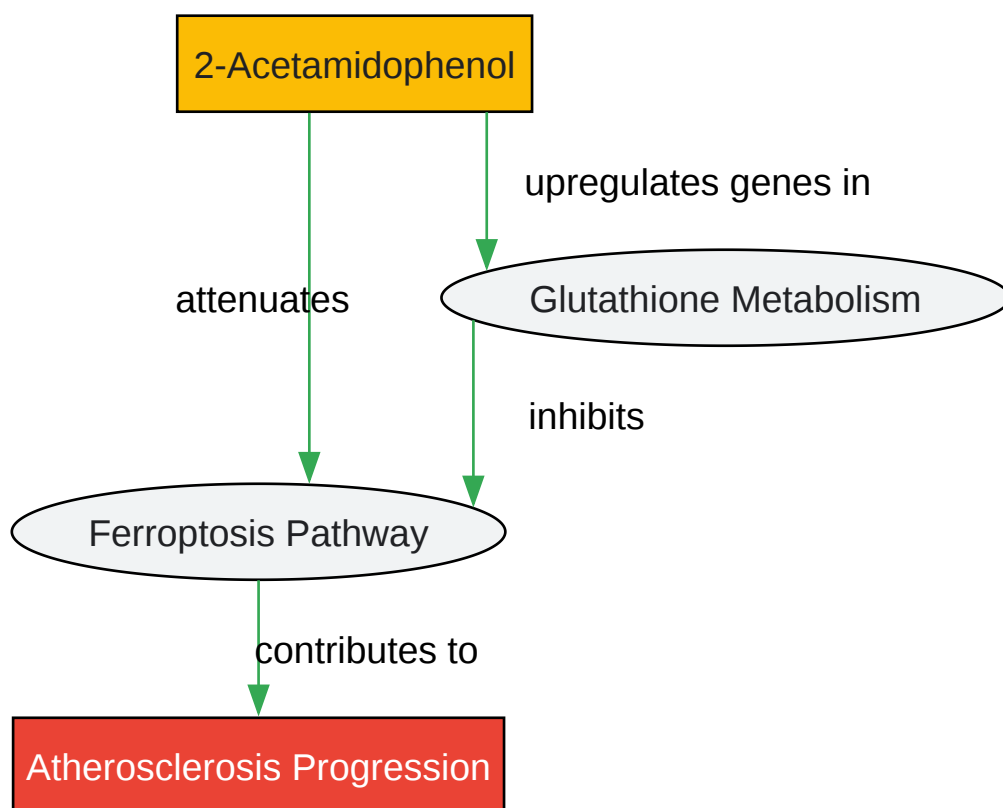 2-Acetamidophenol
upregulates genes in
attenuates
Glutathione Metabolism
inhibits
Ferroptosis Pathway
contributes to
Atherosclerosis Progression